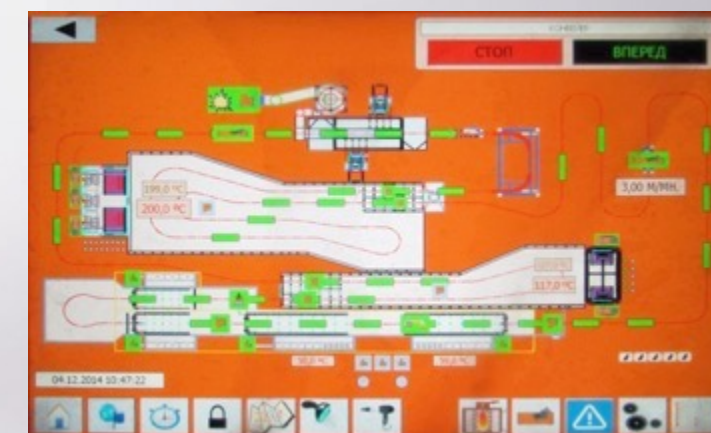 СТОП ВПЕРЕД
199,0 °C
200,0 °C
3,00 М/МН.
117,0°C
04.12.2014 10:47:22